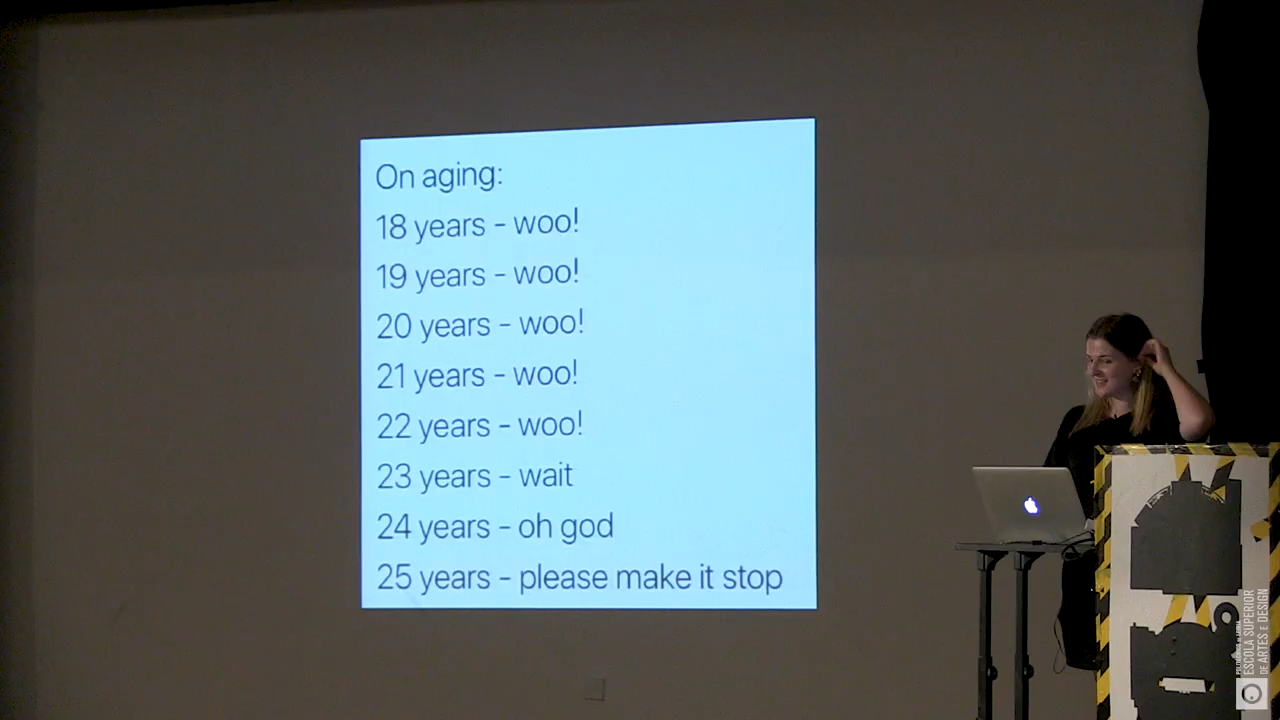 On aging:
18 years - woo!
19 years - woo!
20 years - woo!
21 years - woo!
22 years - woo!
23 years - wait
24 years - oh god
25 years - please make it stop
ESCOLA SUPERIOR
DE ARTES E DESIGN